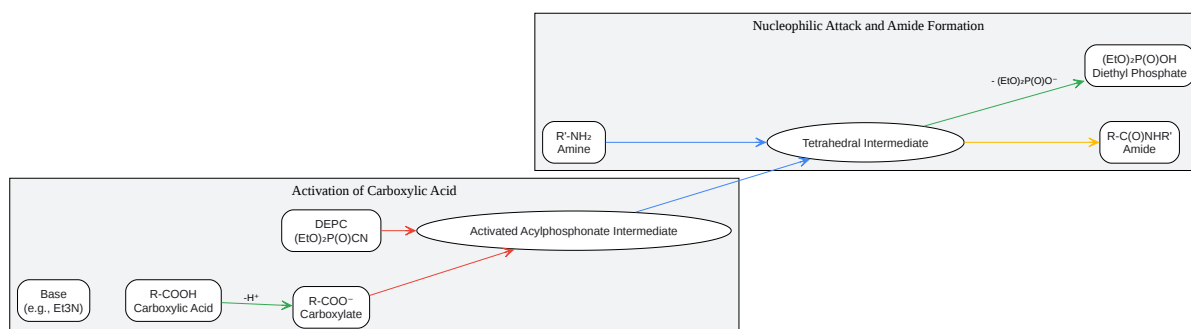 Nucleophilic Attack and Amide Formation
(EtO)₂P(O)OH
Diethyl Phosphate
- (EtO)₂P(O)O⁻
R'-NH₂
Amine
Tetrahedral Intermediate
R-C(O)NHR'
Amide
Activation of Carboxylic Acid
DEPC
(EtO)₂P(O)CN
Activated Acylphosphonate Intermediate
Base
(e.g., Et3N)
R-COOH
Carboxylic Acid
-H⁺
R-COO⁻
Carboxylate